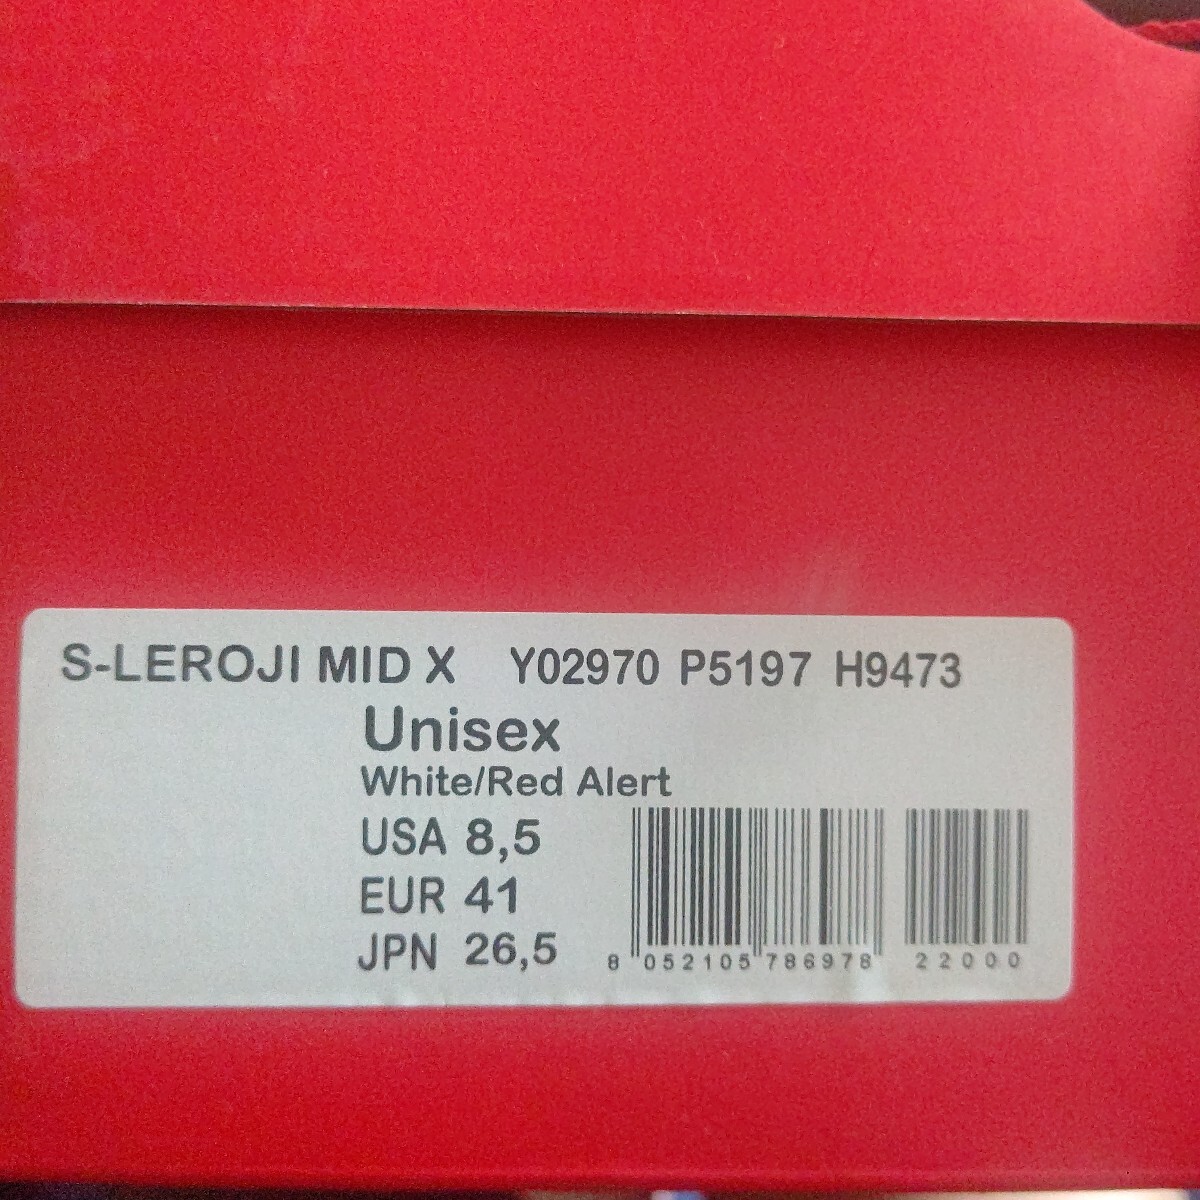 S-LEROJI MID X Y02970 P5197 H9473
Unisex
White/Red Alert
USA 8,5
EUR 41
JPN 26,5
8 052105 786978 22000